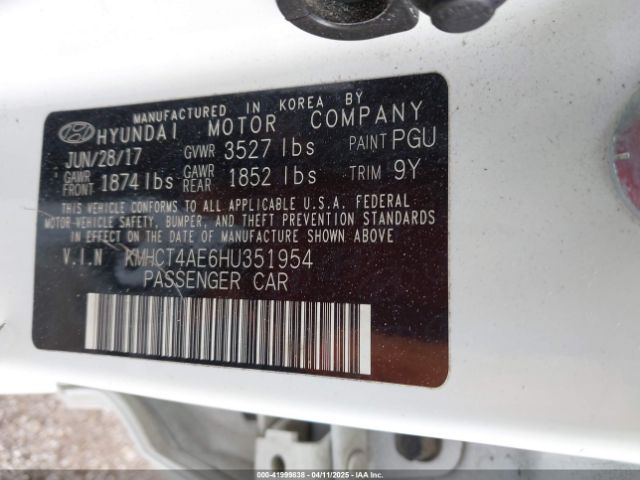 MANUFACTURED IN KOREA BY
HYUNDAI MOTOR COMPANY
JUN/28/17 GVWR 3527 lbs PAINT PGU
GAWR FRONT 1874 lbs GAWR REAR 1852 lbs TRIM 9Y
THIS VEHICLE CONFORMS TO ALL APPLICABLE U.S.A. FEDERAL
MOTOR-VEHICLE SAFETY, BUMPER, AND THEFT PREVENTION STANDARDS
IN EFFECT ON THE DATE OF MANUFACTURE SHOWN ABOVE
V.I.N KMHCT4AE6HU351954
PASSENGER CAR
000-41999838 04/11/2025 COPART.COM